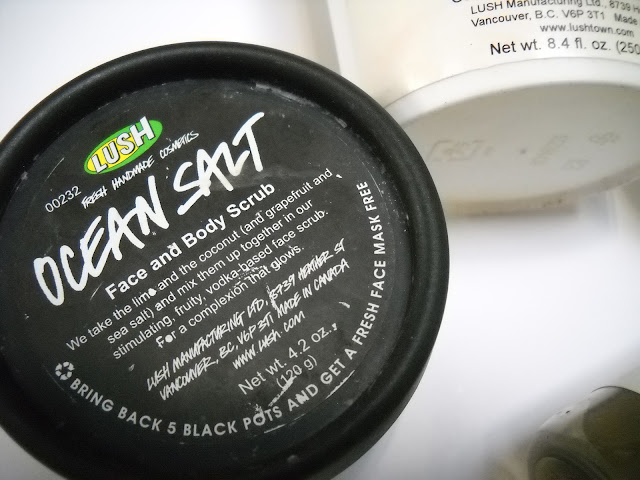 LUSH
FRESH HANDMADE COSMETICS
00232
OCEAN SALT
Face and Body Scrub
We take the lime and the coconut (and grapefruit and
sea salt) and mix them up together in our
stimulating, fruity, vodka-based face scrub.
For a complexion that glows.
LUSH MANUFACTURING LTD, 8739 HEATHER ST
VANCOUVER, BC, V6P 3T1 MADE IN CANADA
WWW.LUSH.COM
Net wt. 4.2 oz.
(120 g)
BRING BACK 5 BLACK POTS AND GET A FRESH FACE MASK FREE
LUSH Manufacturing Ltd., 8739 H
Vancouver, B.C. V6P 3T1 Made
www.lushtown.com
Net wt. 8.4 fl. oz. (250